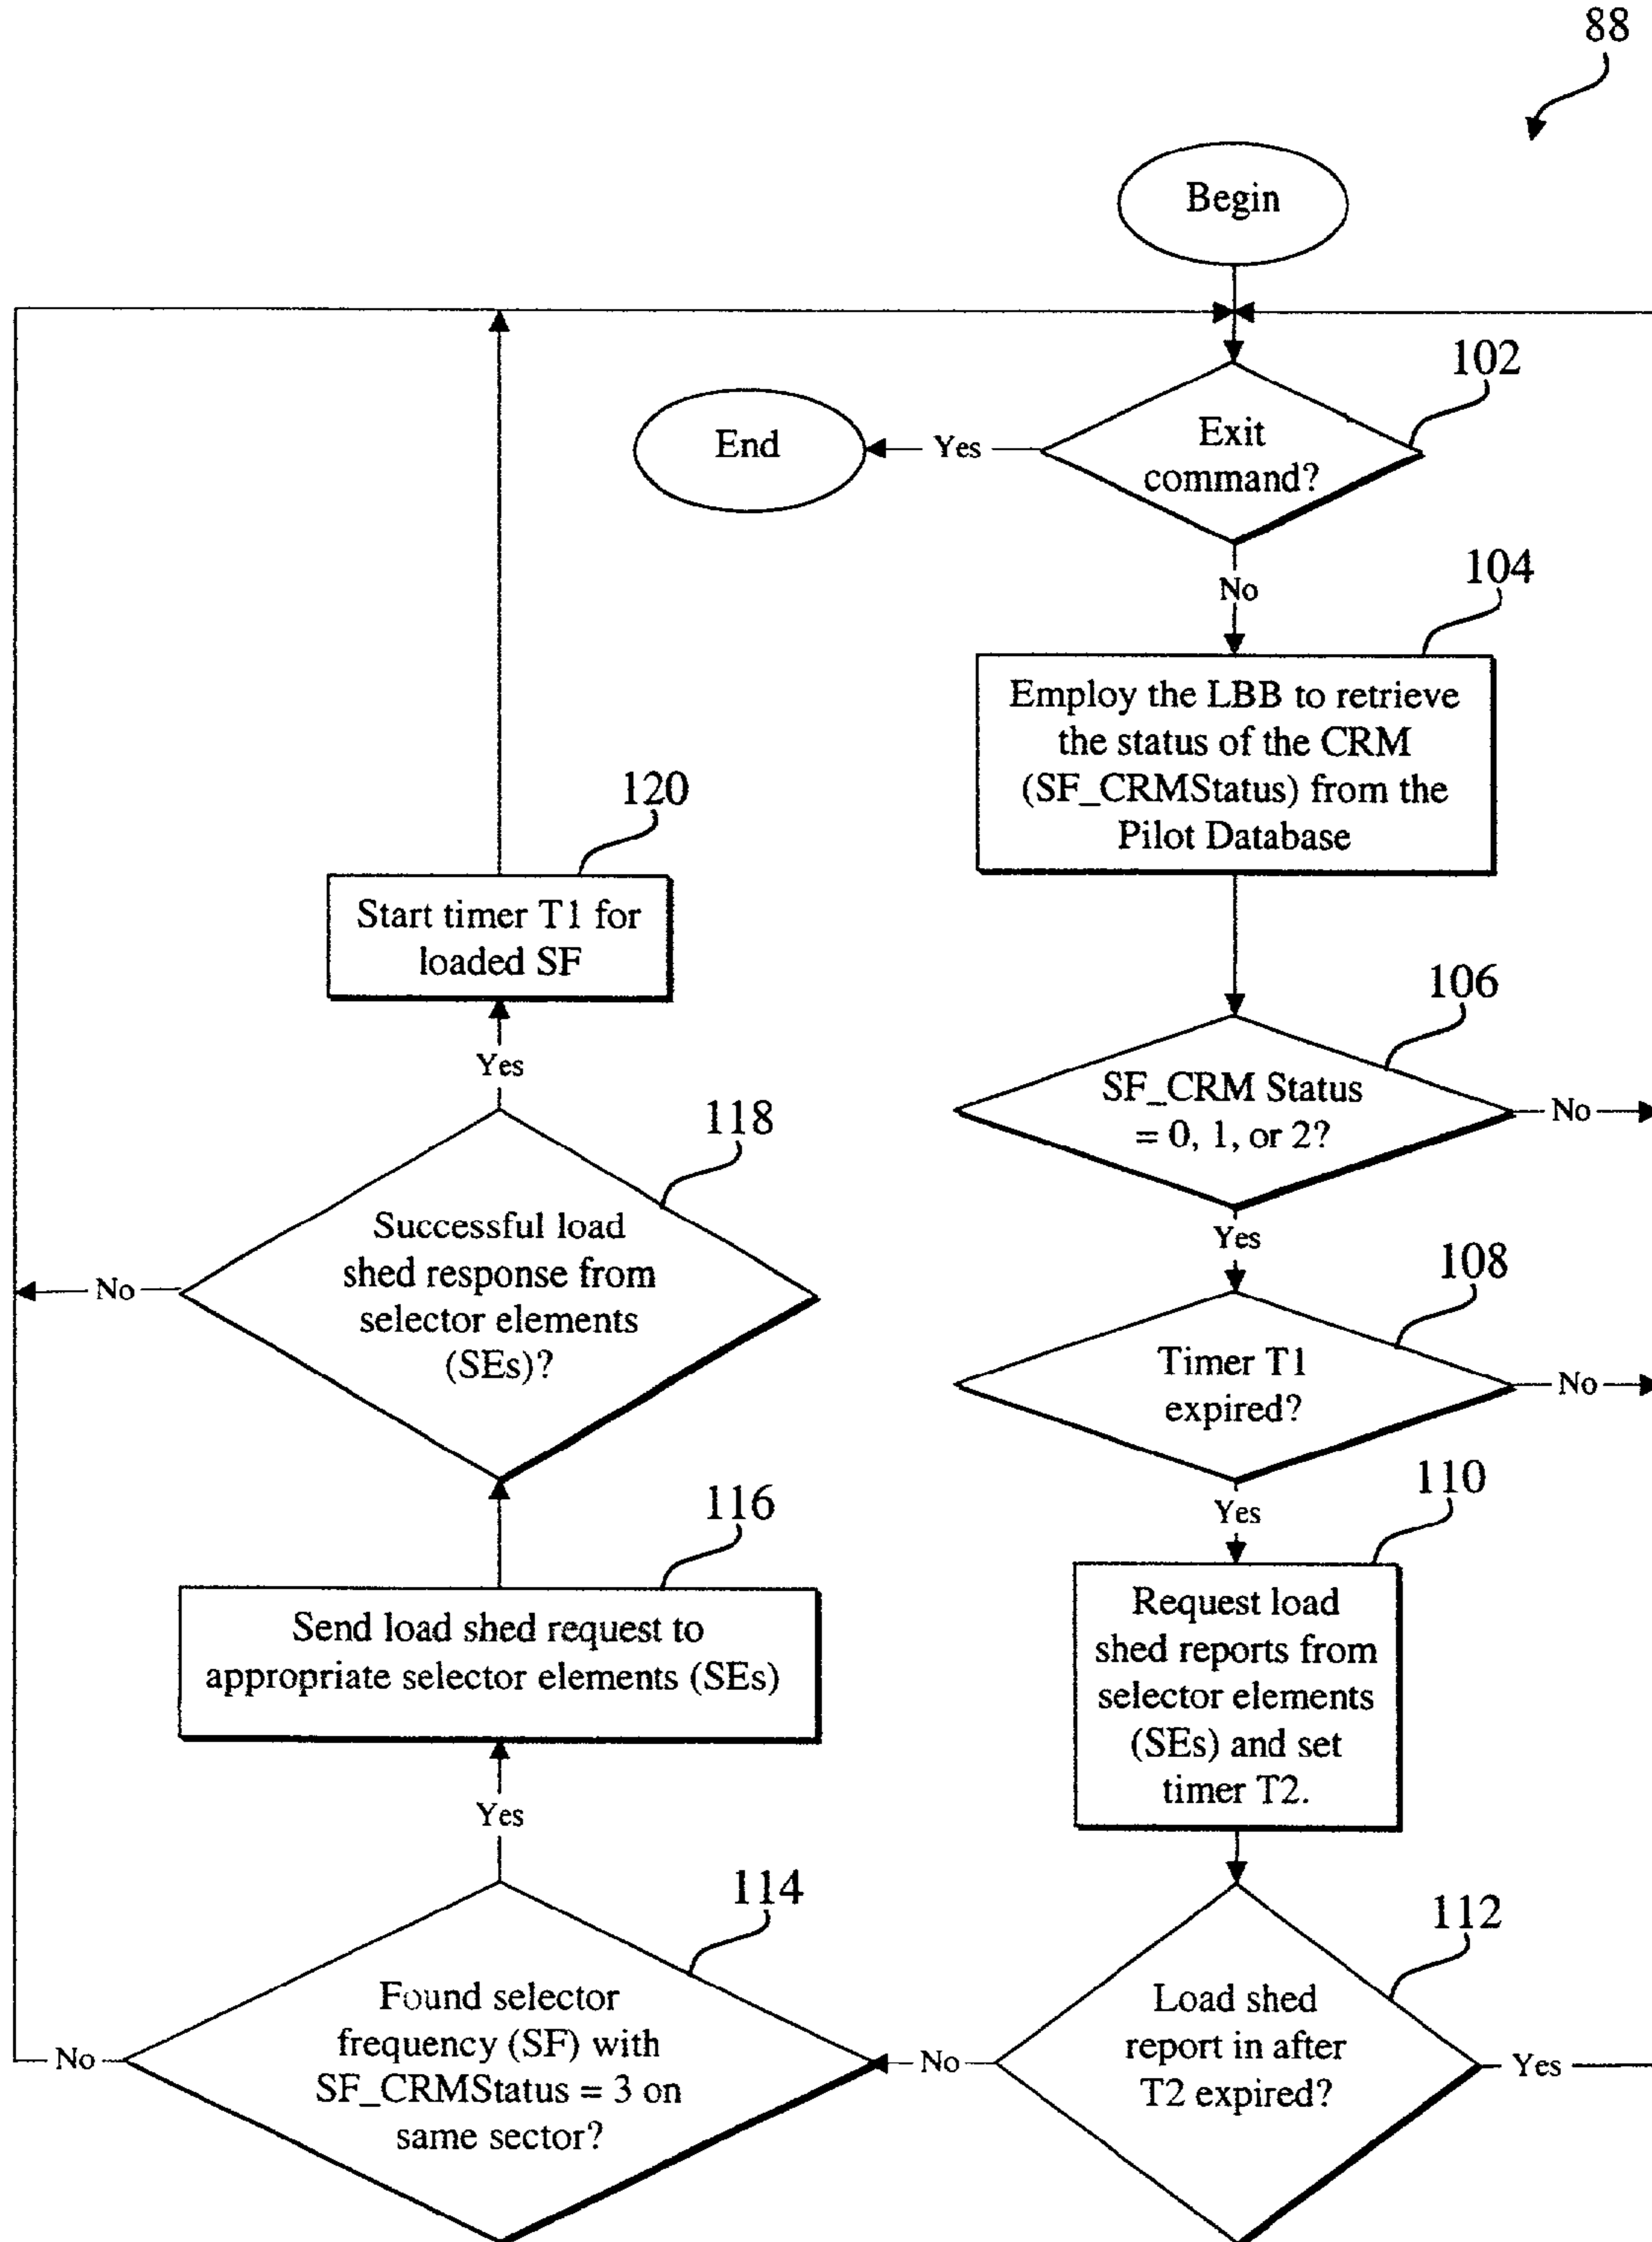 88
Begin
102
Exit
command?
Yes
End
No
104
Employ the LBB to retrieve
the status of the CRM
(SF_CRMStatus) from the
Pilot Database
106
SF_CRM Status
= 0, 1, or 2?
No
Yes
108
Timer T1
expired?
No
Yes
110
Request load
shed reports from
selector elements
(SEs) and set
timer T2.
112
Load shed
report in after
T2 expired?
Yes
No
114
Found selector
frequency (SF) with
SF_CRMStatus = 3 on
same sector?
No
Yes
116
Send load shed request to
appropriate selector elements (SEs)
118
Successful load
shed response from
selector elements
(SEs)?
No
Yes
120
Start timer T1 for
loaded SF